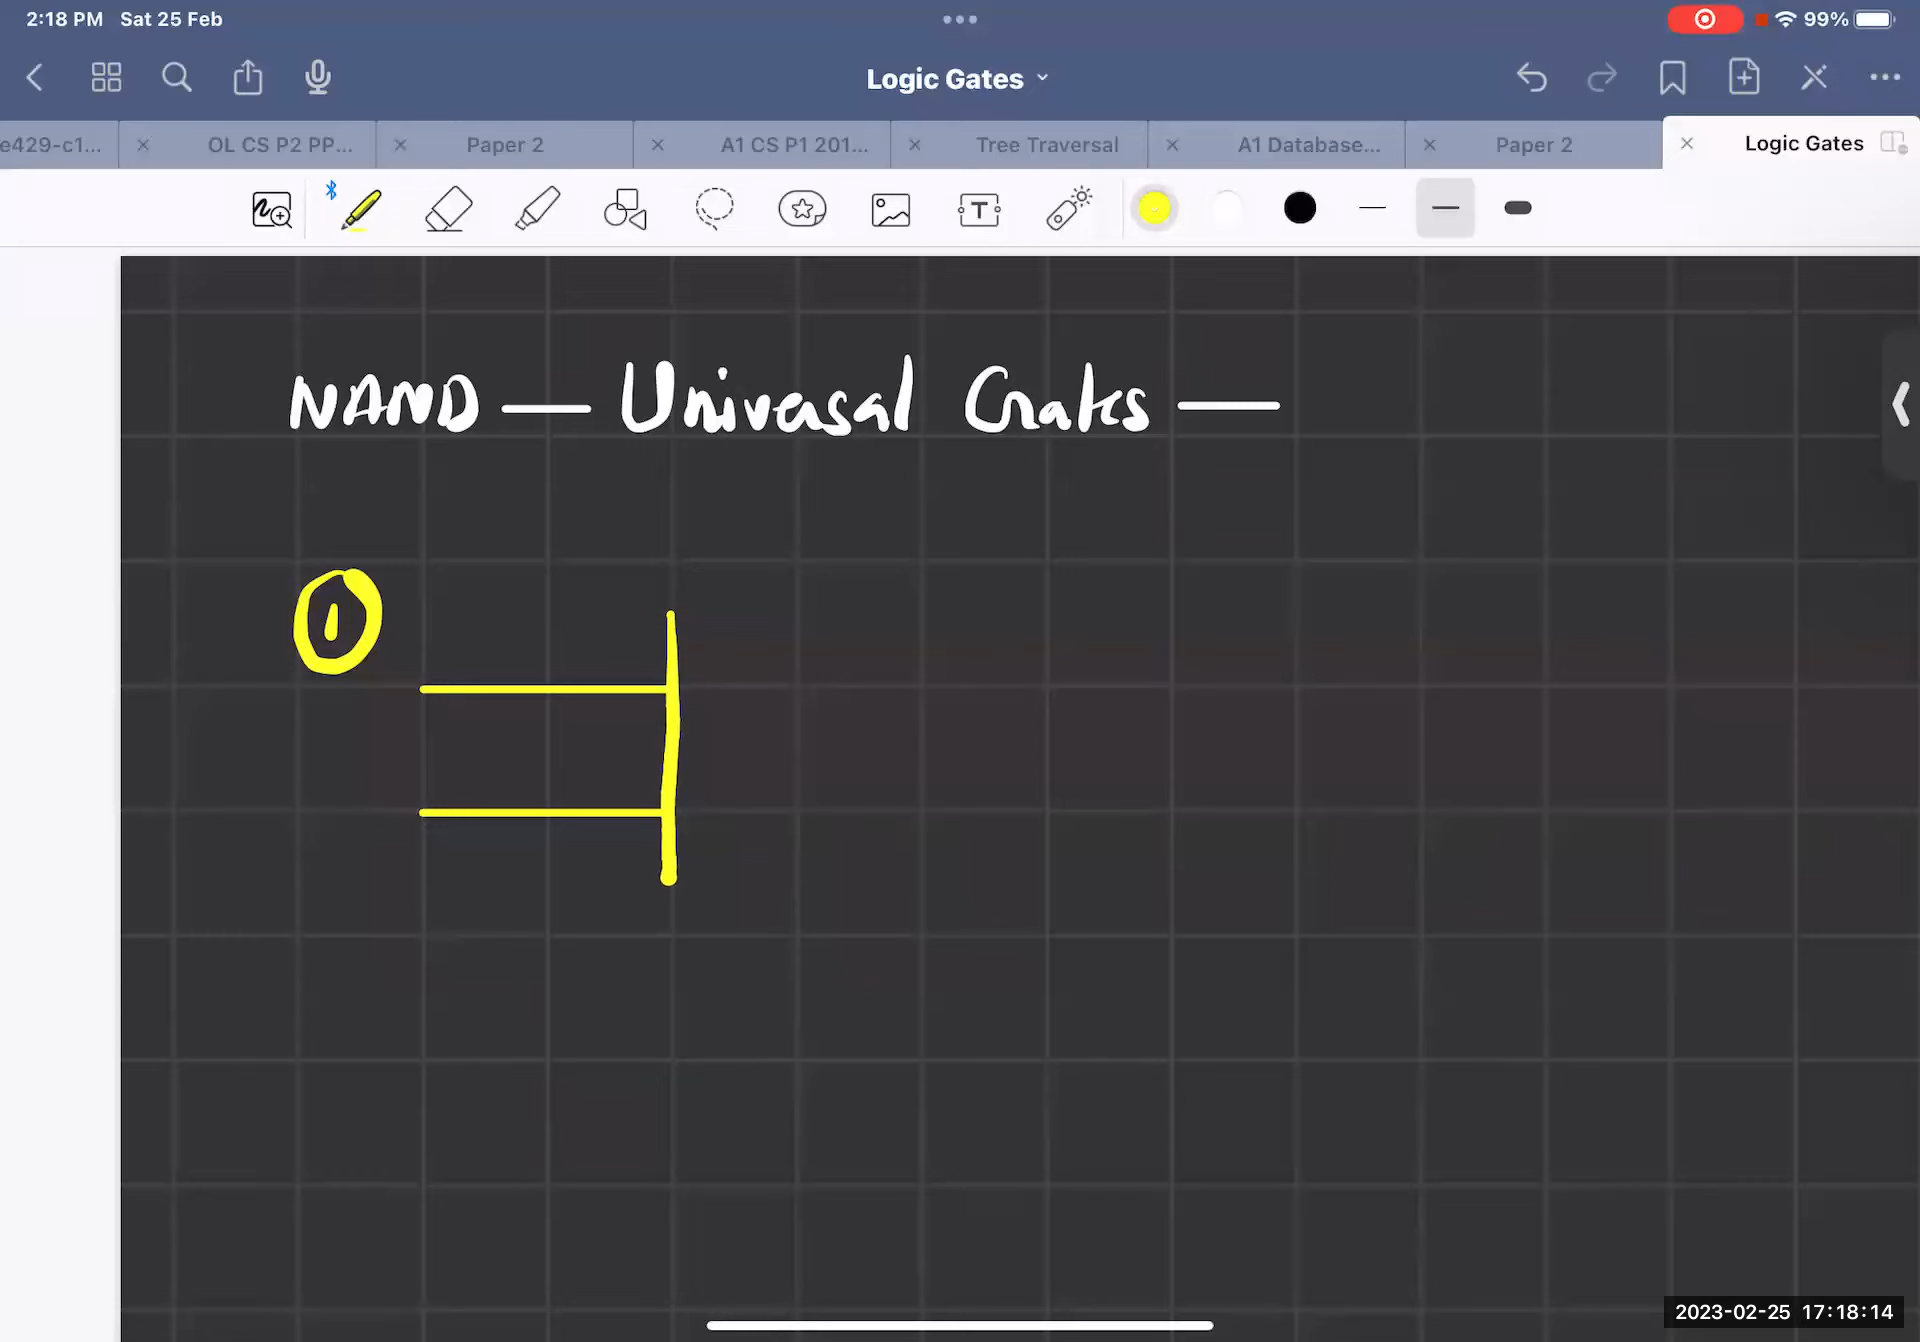 2:18 PM Sat 25 Feb
99%
Logic Gates
e429-c1...
OL CS P2 PP...
Paper 2
A1 CS P1 201...
Tree Traversal
A1 Database...
Paper 2
Logic Gates
T
NAND — Universal Gates —
1
2023-02-25 17:18:14